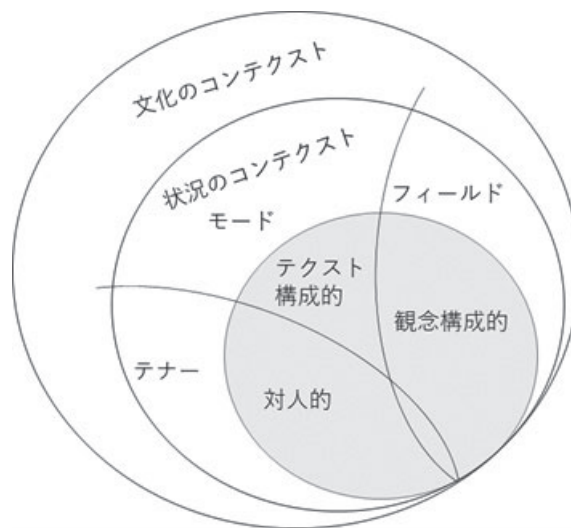 文化のコンテクスト
状況のコンテクスト
モード
フィールド
テクスト
構成的
観念構成的
テナー
対人的